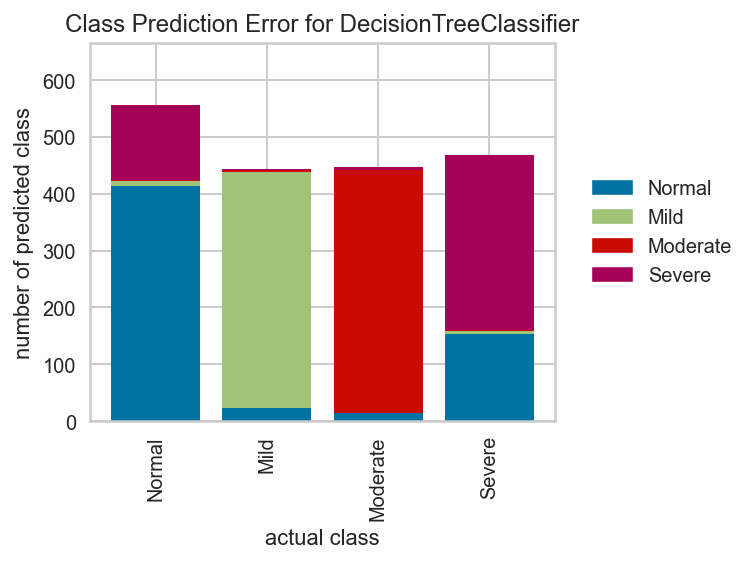 Class Prediction Error for DecisionTreeClassifier
600
500
400
300
200
100
0
number of predicted class
Normal
Mild
Moderate
Severe
actual class
Normal
Mild
Moderate
Severe